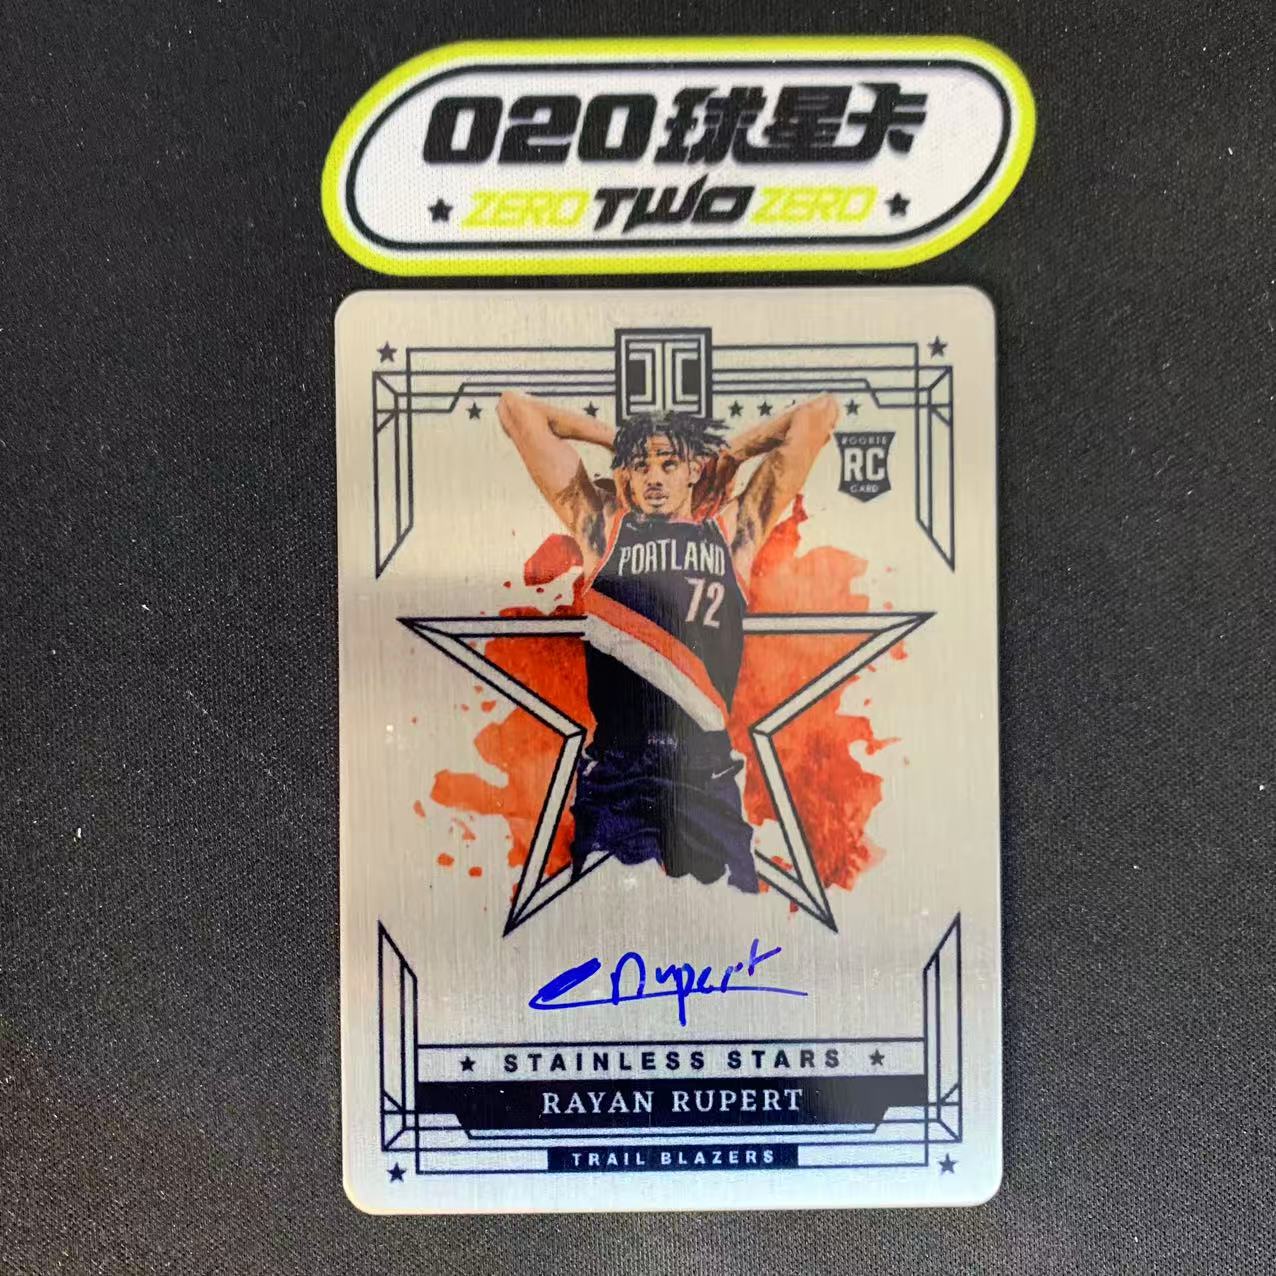 020球星卡
★ ZERO TWO ZERO ★
ROOKIE
RC
CARD
PORTLAND
72
Rupert
★ STAINLESS STARS ★
RAYAN RUPERT
TRAIL BLAZERS